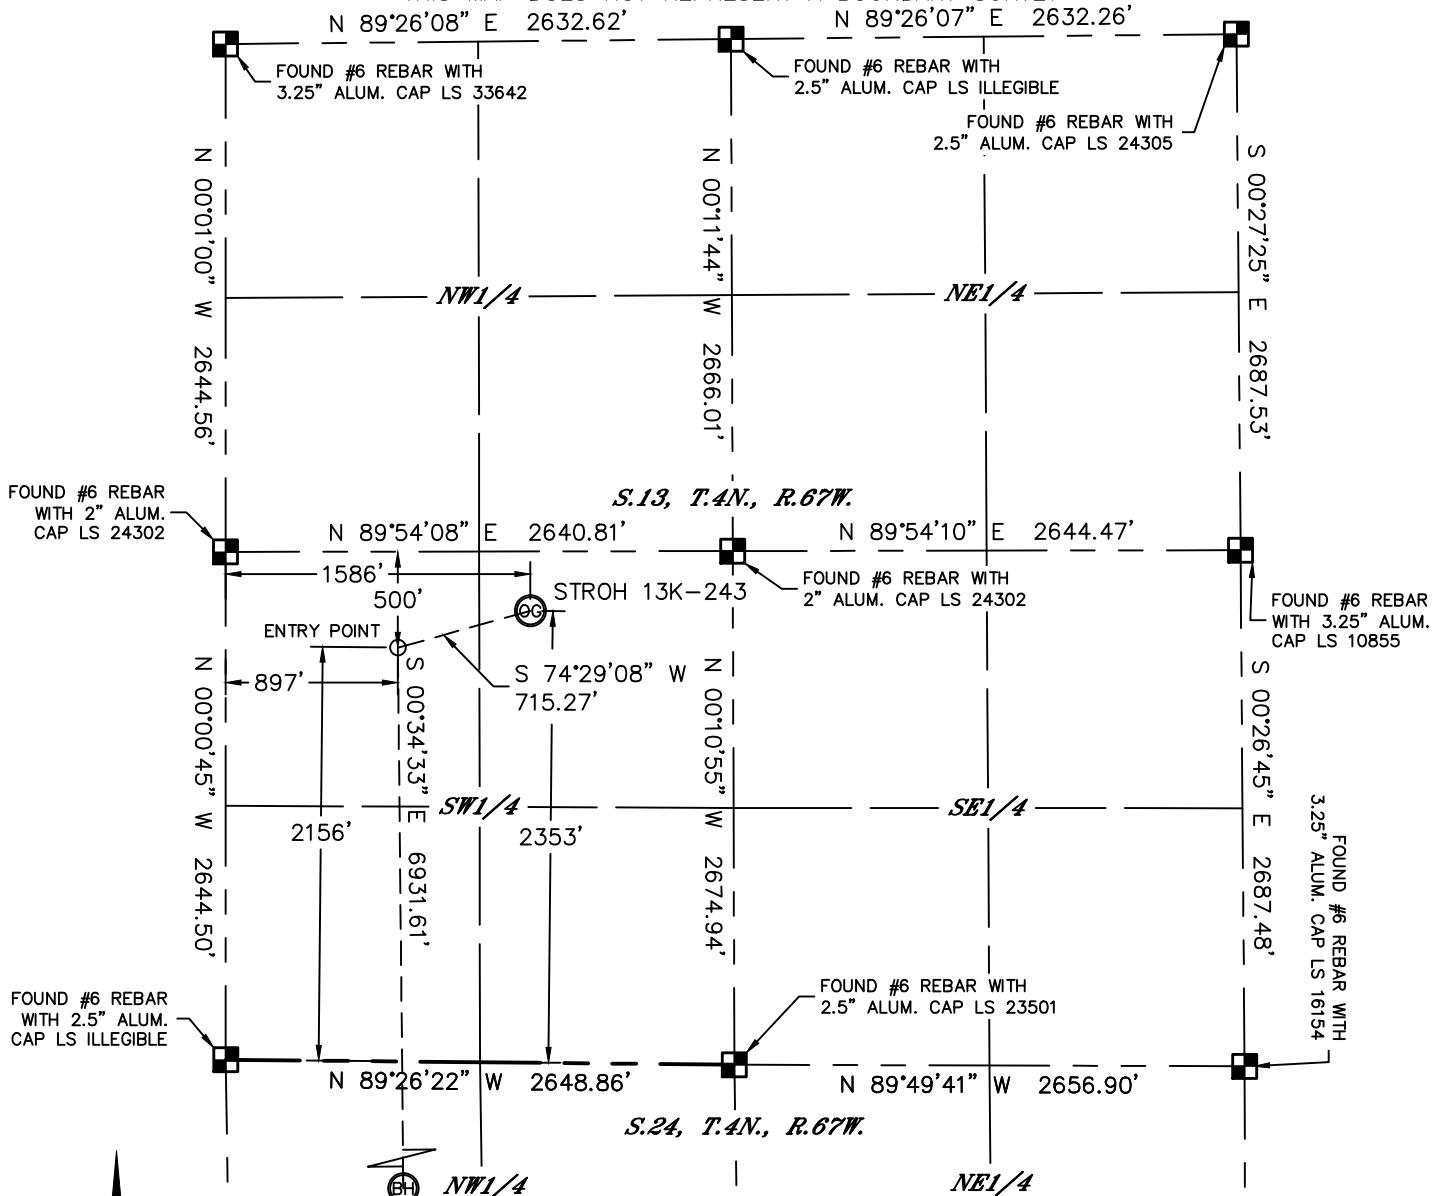 N 89°26'08" E 2632.62'
N 89°26'07" E 2632.26'
FOUND #6 REBAR WITH
3.25" ALUM. CAP LS 33642
FOUND #6 REBAR WITH
2.5" ALUM. CAP LS ILLEGIBLE
FOUND #6 REBAR WITH
2.5" ALUM. CAP LS 24305
N 00°01'00" W 2644.56'
N 00°11'44" W 2666.01'
S 00°27'25" E 2687.53'
NW1/4
NE1/4
FOUND #6 REBAR
WITH 2" ALUM.
CAP LS 24302
S.13, T.4N., R.67W.
N 89°54'08" E 2640.81'
N 89°54'10" E 2644.47'
1586'
500'
OG
STROH 13K-243
FOUND #6 REBAR WITH
2" ALUM. CAP LS 24302
FOUND #6 REBAR
WITH 3.25" ALUM.
CAP LS 10855
ENTRY POINT
897'
S 74°29'08" W
715.27'
N 00°00'45" W 2644.50'
S 00°34'33" E 6931.61'
N 00°10'55" W 2674.94'
S 00°26'45" E 2687.48'
SW1/4
SE1/4
2156'
2353'
FOUND #6 REBAR WITH
3.25" ALUM. CAP LS 16154
FOUND #6 REBAR
WITH 2.5" ALUM.
CAP LS ILLEGIBLE
FOUND #6 REBAR WITH
2.5" ALUM. CAP LS 23501
N 89°26'22" W 2648.86'
N 89°49'41" W 2656.90'
S.24, T.4N., R.67W.
BH
NW1/4
NE1/4